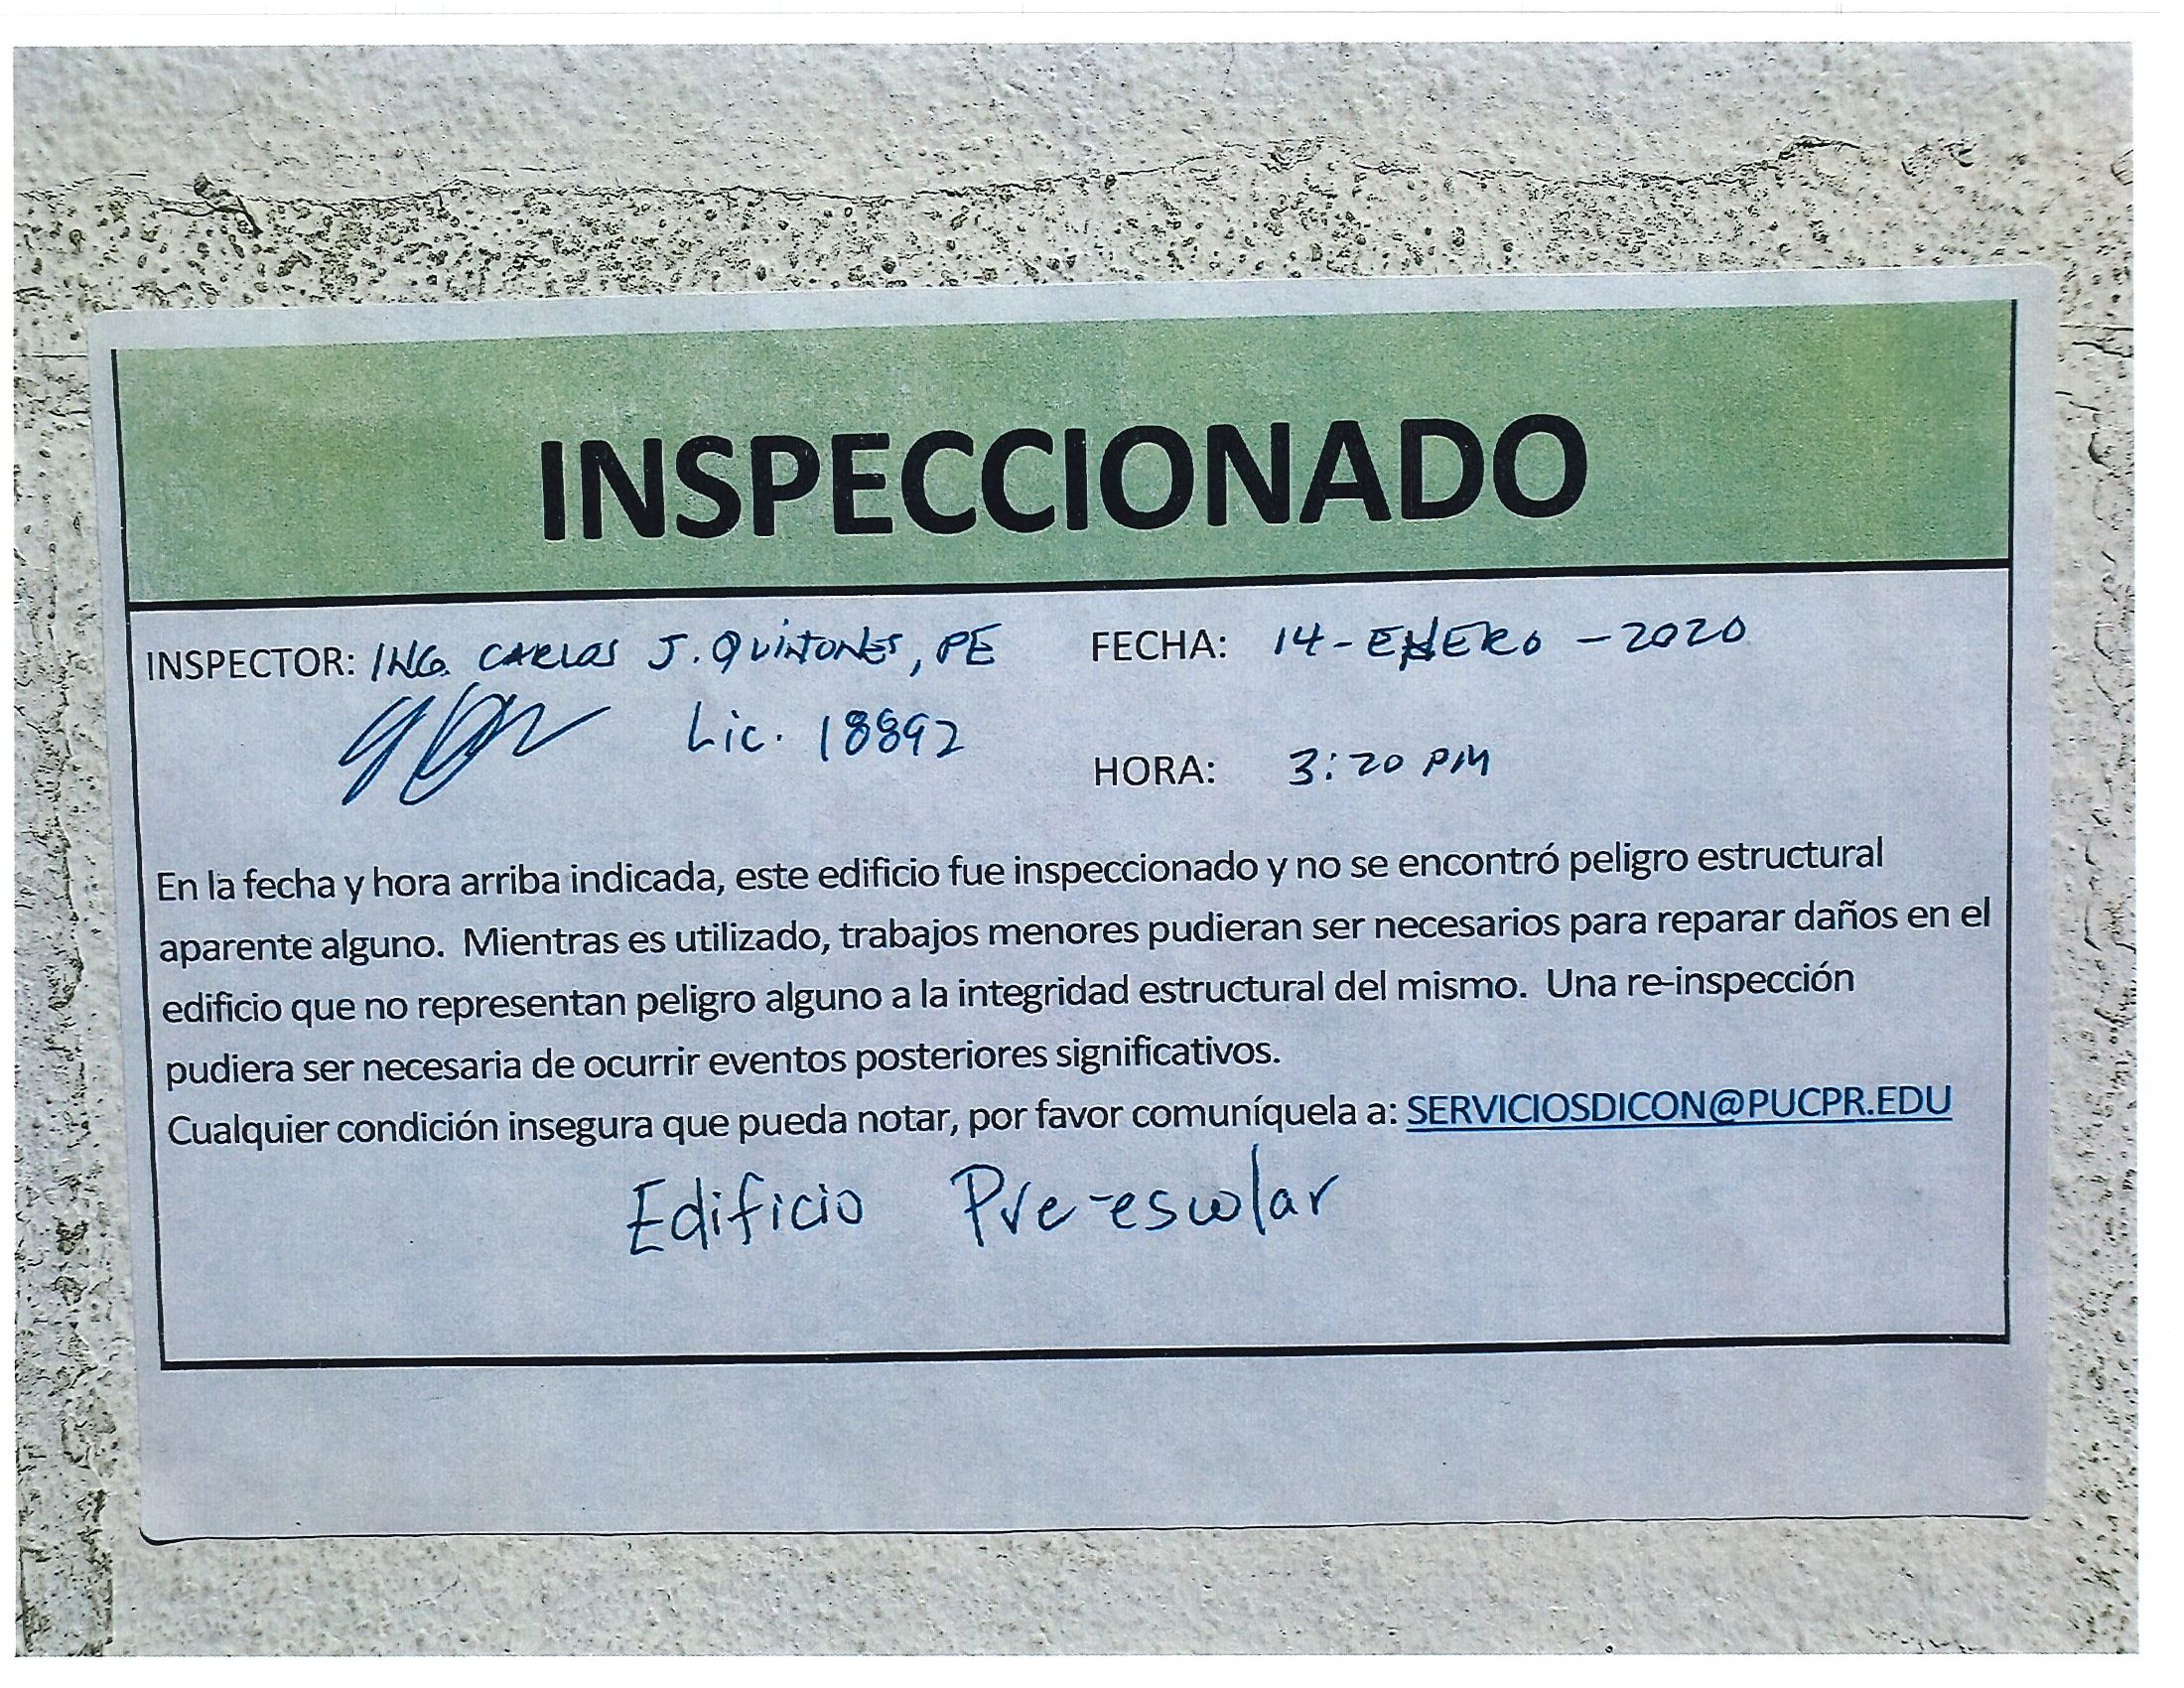 INSPECCIONADO
INSPECTOR: ING. CARLOS J. QUIÑONES, PE FECHA: 14-ENERO-2020
Lic. 18892
HORA: 3:20 PM
En la fecha y hora arriba indicada, este edificio fue inspeccionado y no se encontró peligro estructural
aparente alguno. Mientras es utilizado, trabajos menores pudieran ser necesarios para reparar daños en el
edificio que no representan peligro alguno a la integridad estructural del mismo. Una re-inspección
pudiera ser necesaria de ocurrir eventos posteriores significativos.
Cualquier condición insegura que pueda notar, por favor comuníquela a: SERVICIOSDICON@PUCPR.EDU
Edificio Pre-escolar